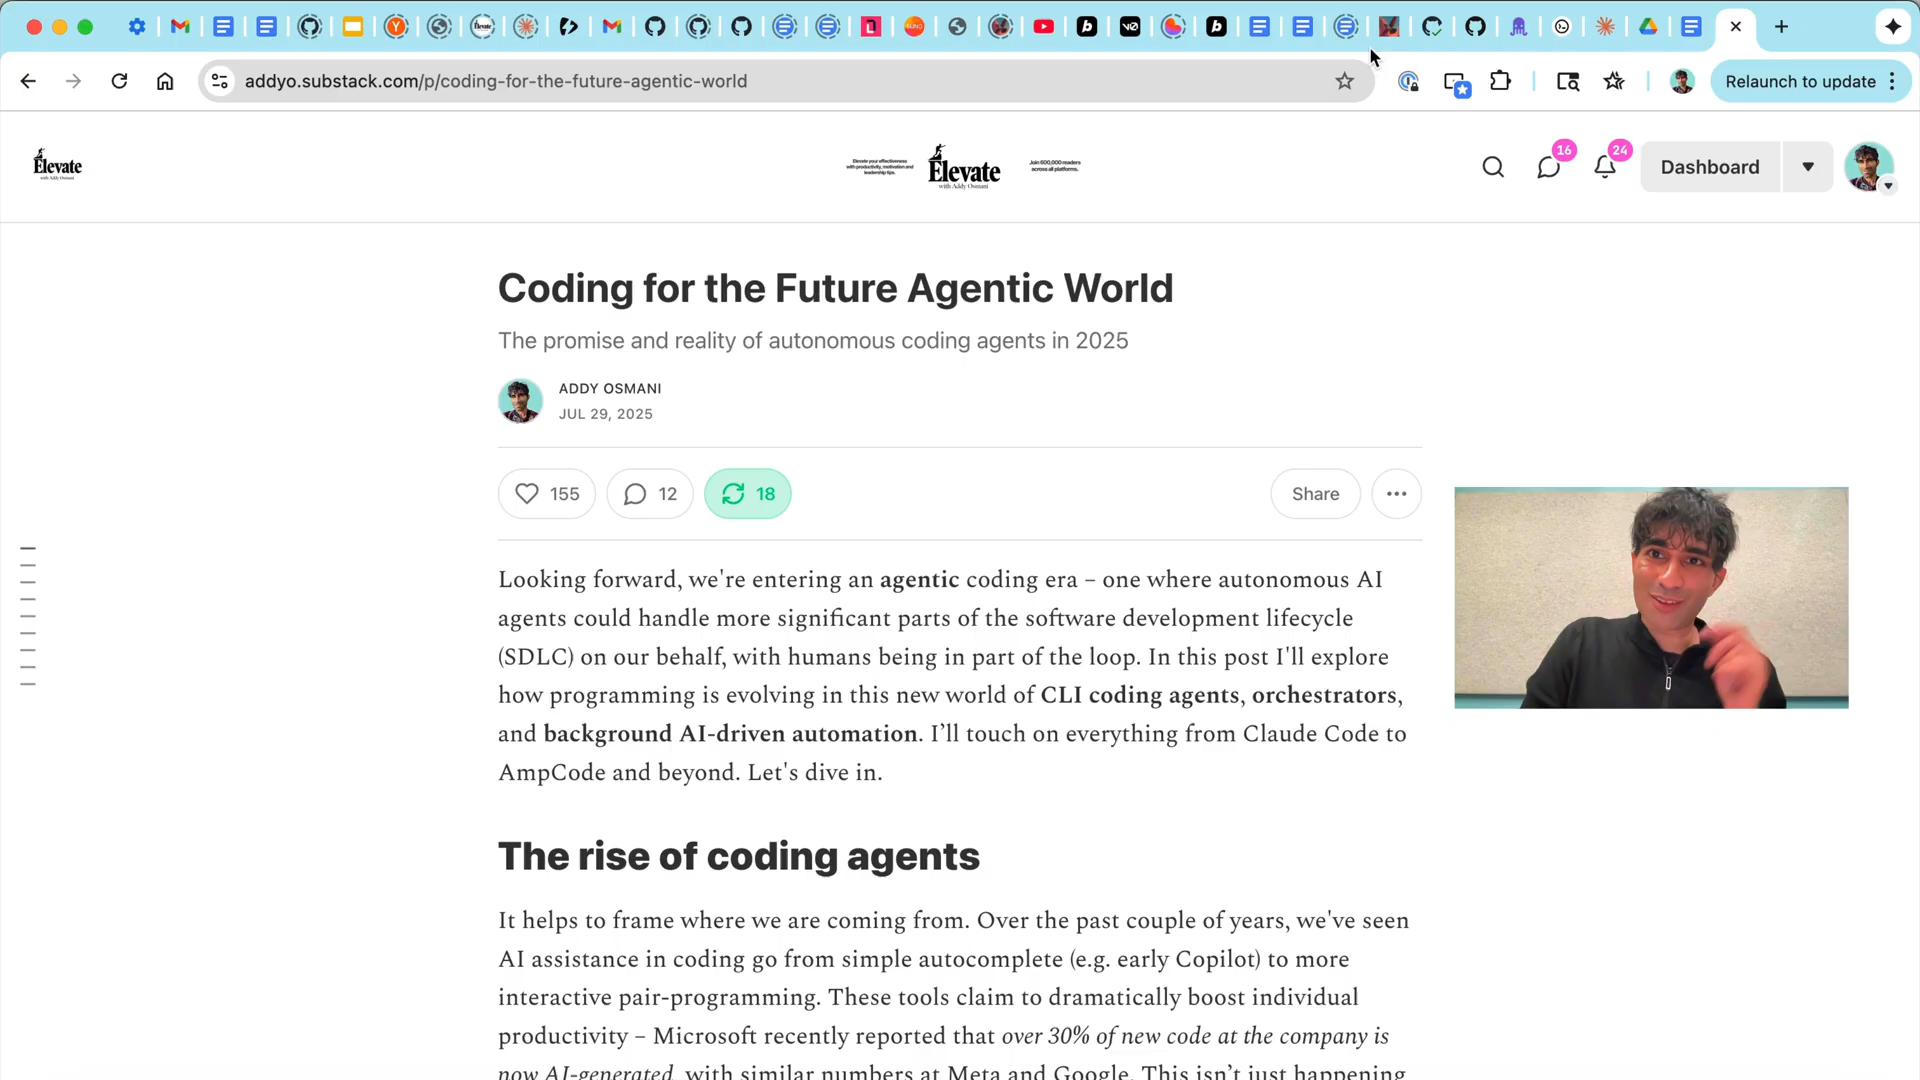 addyo.substack.com/p/coding-for-the-future-agentic-world
Relaunch to update
Elevate
with Addy Osmani
Elevate your effectiveness
with productivity, motivation and
leadership tips.
Elevate
with Addy Osmani
Join 600,000 readers
across all platforms.
16
24
Dashboard
Coding for the Future Agentic World
The promise and reality of autonomous coding agents in 2025
ADDY OSMANI
JUL 29, 2025
155
12
18
Share
Looking forward, we're entering an agentic coding era – one where autonomous AI
agents could handle more significant parts of the software development lifecycle
(SDLC) on our behalf, with humans being in part of the loop. In this post I'll explore
how programming is evolving in this new world of CLI coding agents, orchestrators,
and background AI-driven automation. I’ll touch on everything from Claude Code to
AmpCode and beyond. Let's dive in.
The rise of coding agents
It helps to frame where we are coming from. Over the past couple of years, we've seen
AI assistance in coding go from simple autocomplete (e.g. early Copilot) to more
interactive pair-programming. These tools claim to dramatically boost individual
productivity – Microsoft recently reported that over 30% of new code at the company is
now AI-generated, with similar numbers at Meta and Google. This isn’t just happening